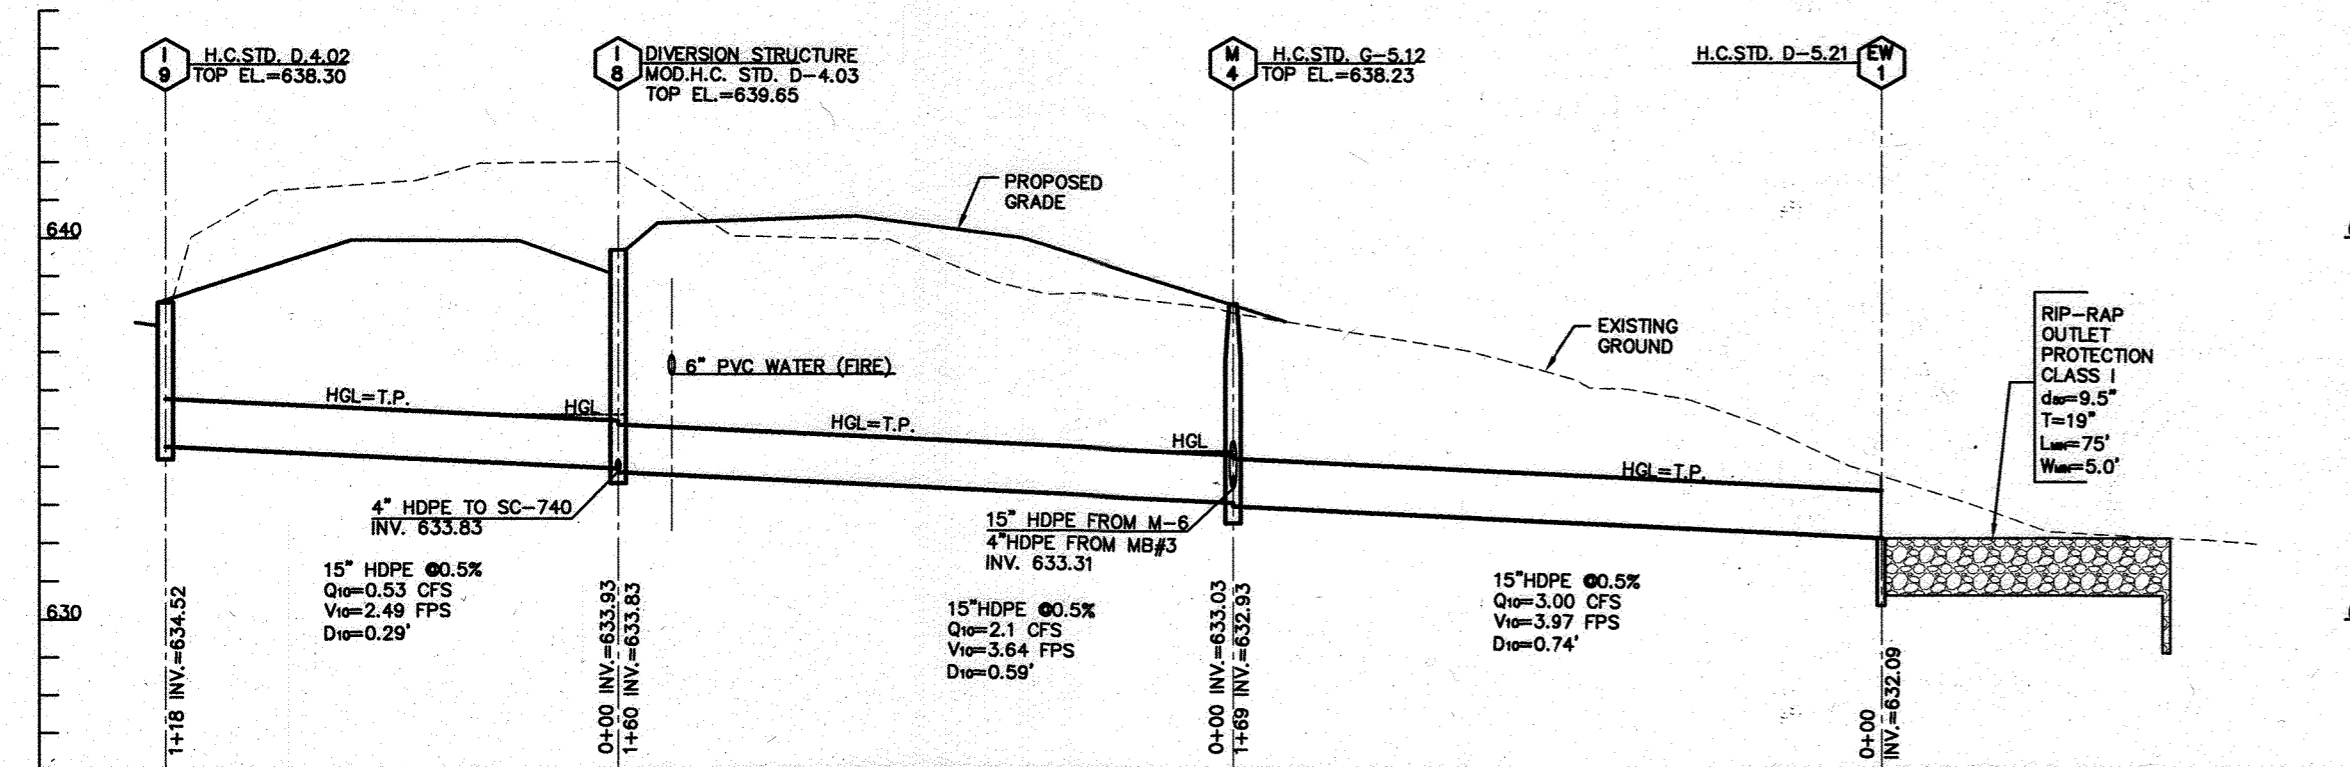 I
9
H.C.STD. D.4.02
TOP EL.=638.30
I
8
DIVERSION STRUCTURE
MOD.H.C. STD. D-4.03
TOP EL.=639.65
M
4
H.C.STD. G-5.12
TOP EL.=638.23
H.C.STD. D-5.21
EW
1
PROPOSED
GRADE
640
EXISTING
GROUND
RIP-RAP
OUTLET
PROTECTION
CLASS I
d50=9.5"
T=19"
LMIN=75'
WMIN=5.0'
6" PVC WATER (FIRE)
HGL=T.P.
HGL
HGL=T.P.
HGL
HGL=T.P.
4" HDPE TO SC-740
INV. 633.83
15" HDPE FROM M-6
4"HDPE FROM MB#3
INV. 633.31
15" HDPE @0.5%
Q10=0.53 CFS
V10=2.49 FPS
D10=0.29'
15"HDPE @0.5%
Q10=2.1 CFS
V10=3.64 FPS
D10=0.59'
15"HDPE @0.5%
Q10=3.00 CFS
V10=3.97 FPS
D10=0.74'
630
1+18 INV.=634.52
0+00 INV.=633.93
1+60 INV.=633.83
0+00 INV.=633.03
1+69 INV.=632.93
0+00
INV.=632.09